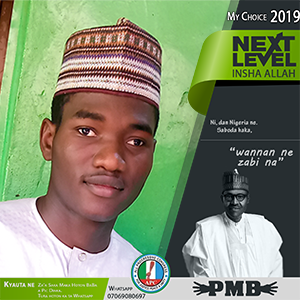 MY CHOICE 2019
NEXT
LEVEL
INSHA ALLAH
Ni, dan Nigeria ne.
Saboda haka,
"wannan ne
zabi na"
PMB
KYAUTA NE
WHATSAPP
07069080697
APC